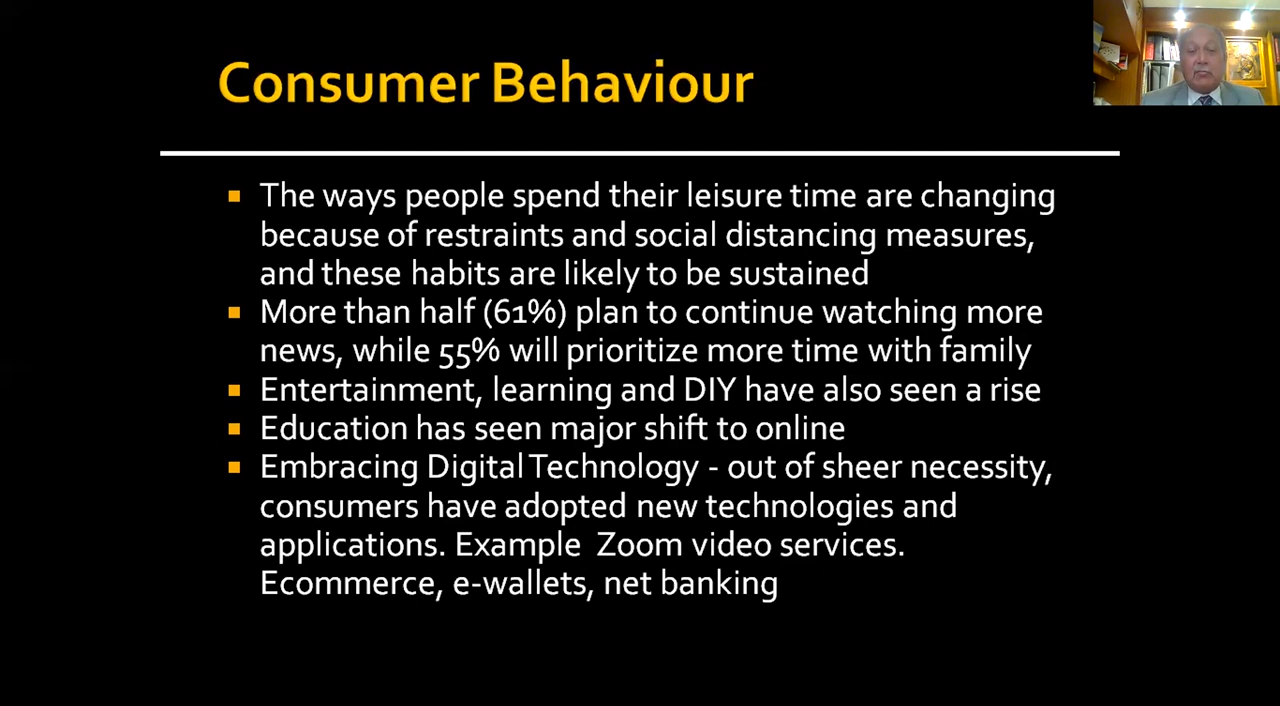 Consumer Behaviour
The ways people spend their leisure time are changing
because of restraints and social distancing measures,
and these habits are likely to be sustained
More than half (61%) plan to continue watching more
news, while 55% will prioritize more time with family
Entertainment, learning and DIY have also seen a rise
Education has seen major shift to online
Embracing Digital Technology - out of sheer necessity,
consumers have adopted new technologies and
applications. Example Zoom video services.
Ecommerce, e-wallets, net banking